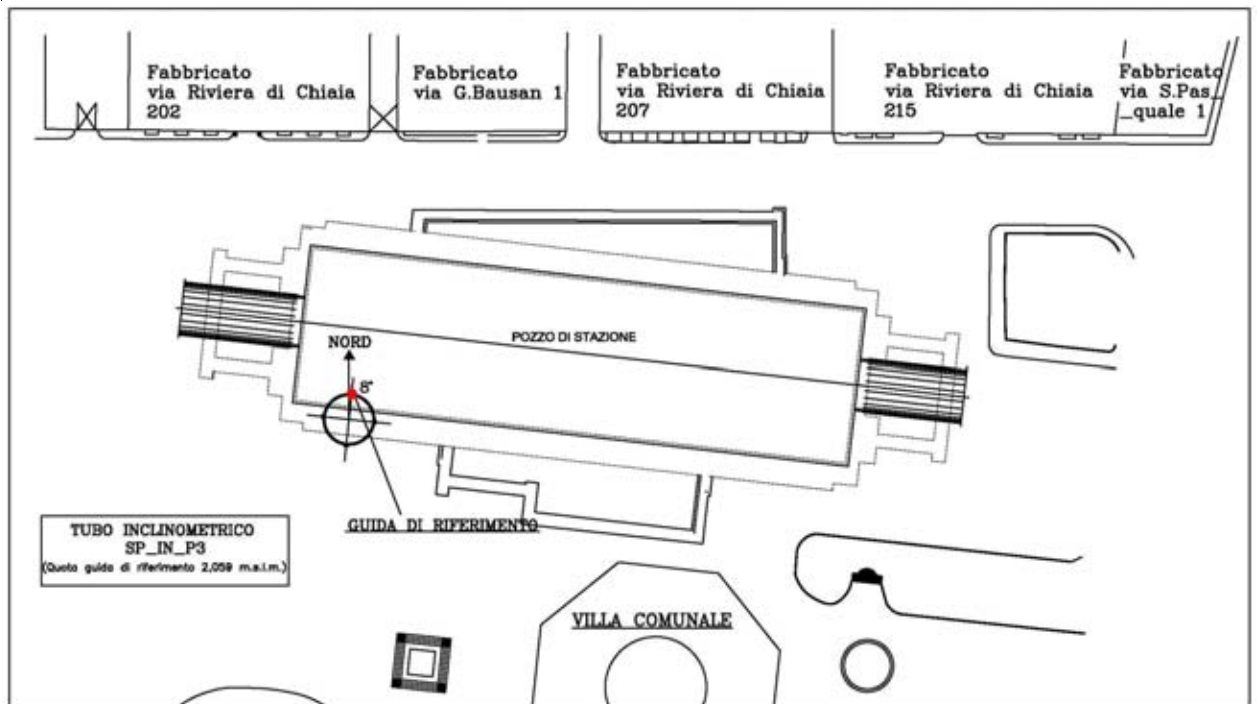 Fabbricato
via Riviera di Chiaia
202
Fabbricato
via G.Bausan 1
Fabbricato
via Riviera di Chiaia
207
Fabbricato
via Riviera di Chiaia
215
Fabbricato
via S.Pas_
_quale 1
POZZO DI STAZIONE
NORD
8°
GUIDA DI RIFERIMENTO
TUBO INCLINOMETRICO
SP_IN_P3
(Quota guida di riferimento 2,059 m.s.l.m.)
VILLA COMUNALE